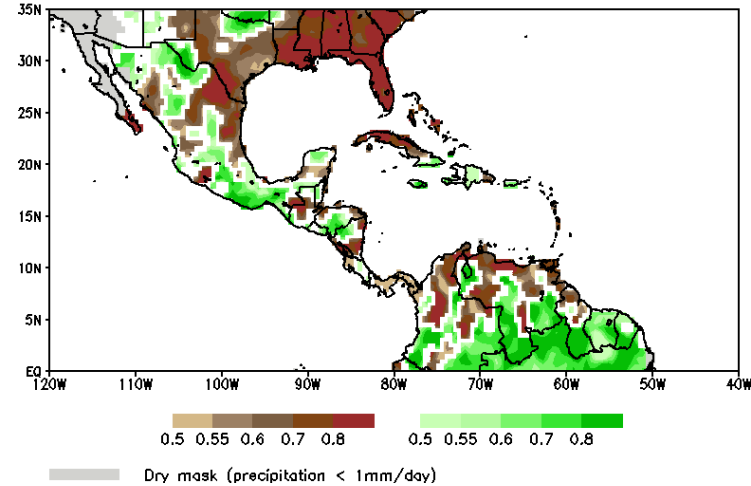 35N
30N
25N
20N
15N
10N
5N
EQ
120W 110W 100W 90W 80W 70W 60W 50W 40W
0.5 0.55 0.6 0.7 0.8 0.5 0.55 0.6 0.7 0.8
Dry mask (precipitation < 1mm/day)